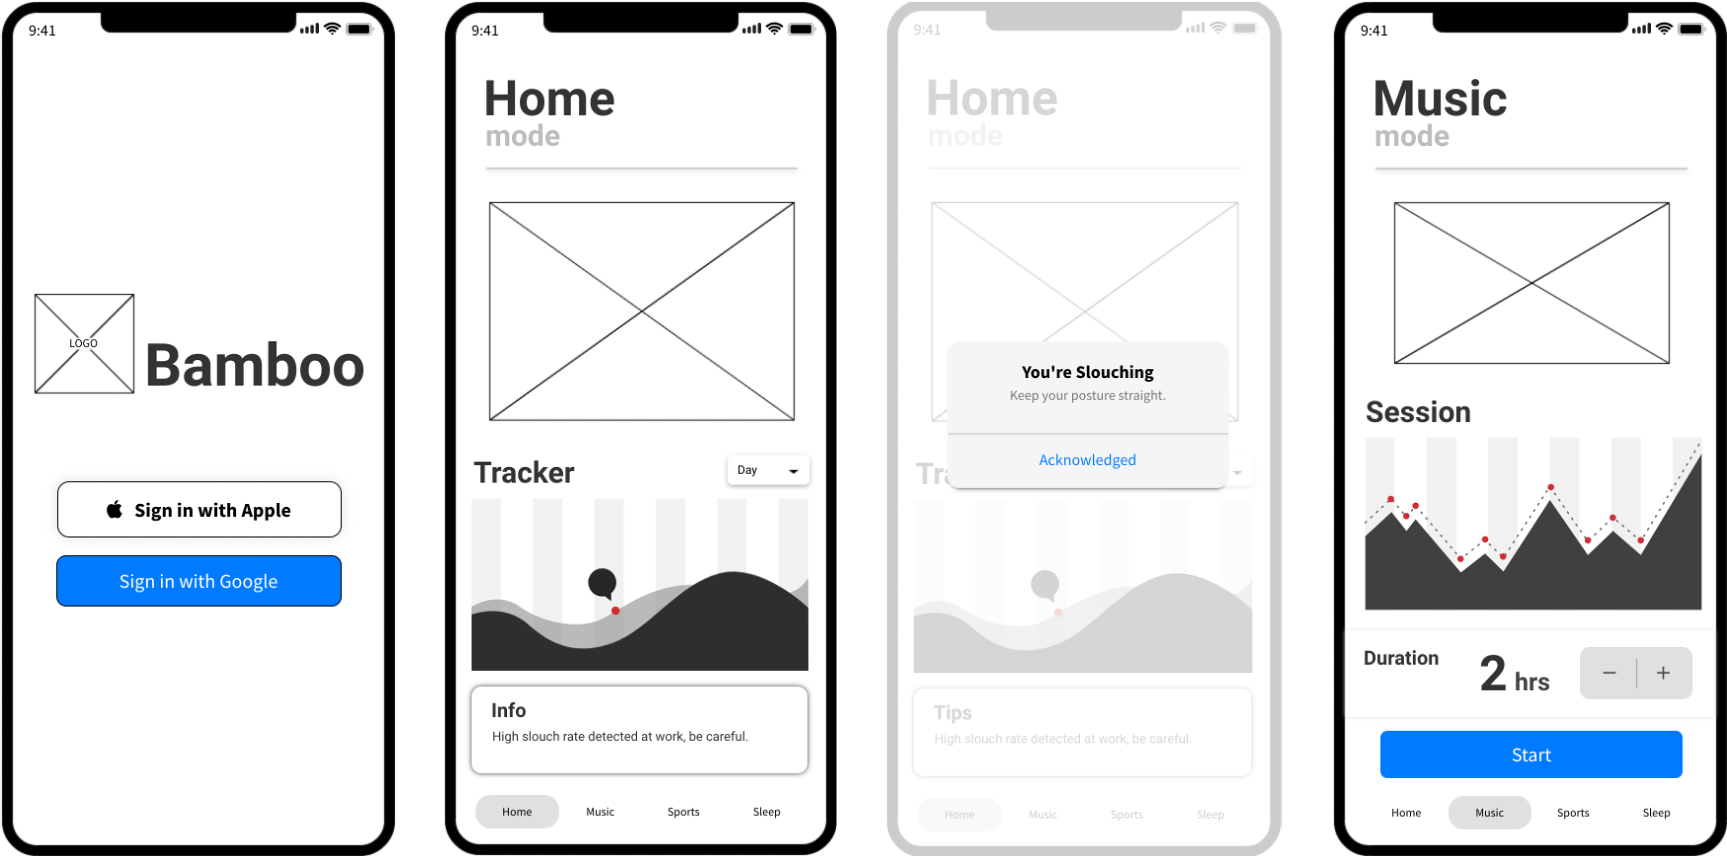 9:41
LOGO
Bamboo
Sign in with Apple
Sign in with Google
9:41
Home
mode
Tracker
Day
Info
High slouch rate detected at work, be careful.
Home Music Sports Sleep
9:41
Home
mode
You're Slouching
Keep your posture straight.
Acknowledged
Tra
Tips
High slouch rate detected at work, be careful.
Home Music Sports Sleep
9:41
Music
mode
Session
Duration
2 hrs
Start
Home Music Sports Sleep